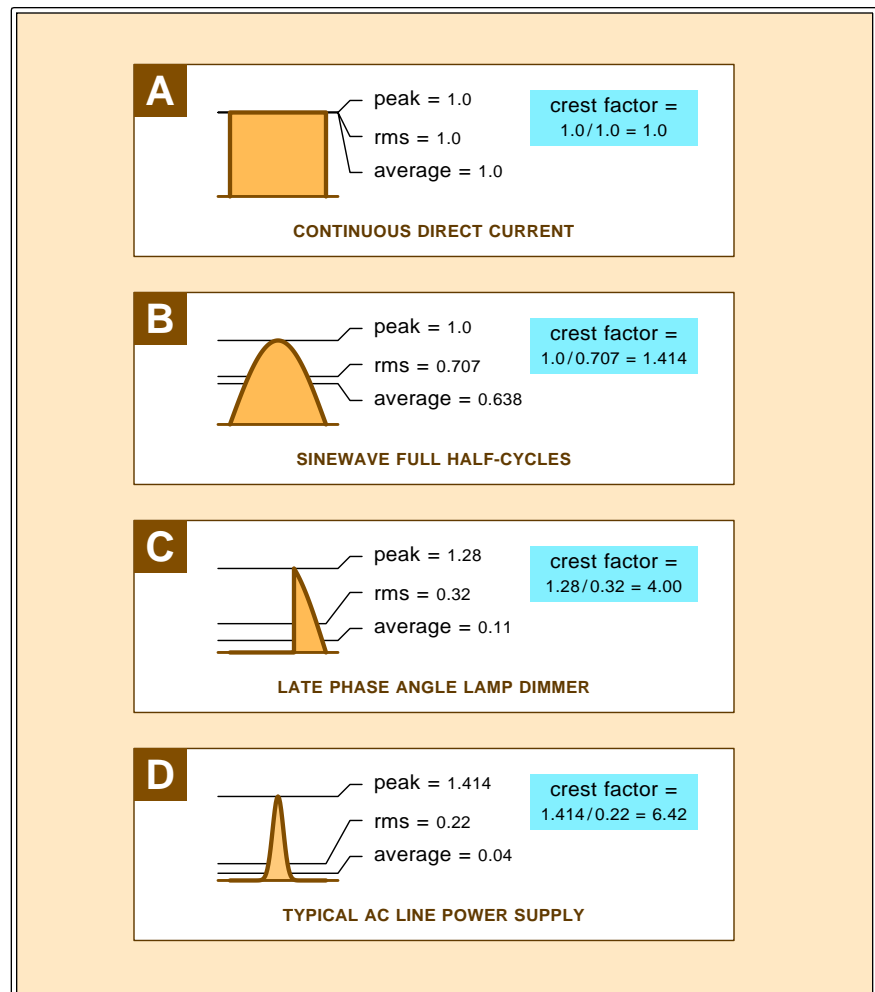 A
peak = 1.0
rms = 1.0
average = 1.0
crest factor =
1.0/1.0 = 1.0
CONTINUOUS DIRECT CURRENT
B
peak = 1.0
rms = 0.707
average = 0.638
crest factor =
1.0/0.707 = 1.414
SINEWAVE FULL HALF-CYCLES
C
peak = 1.28
rms = 0.32
average = 0.11
crest factor =
1.28/0.32 = 4.00
LATE PHASE ANGLE LAMP DIMMER
D
peak = 1.414
rms = 0.22
average = 0.04
crest factor =
1.414/0.22 = 6.42
TYPICAL AC LINE POWER SUPPLY